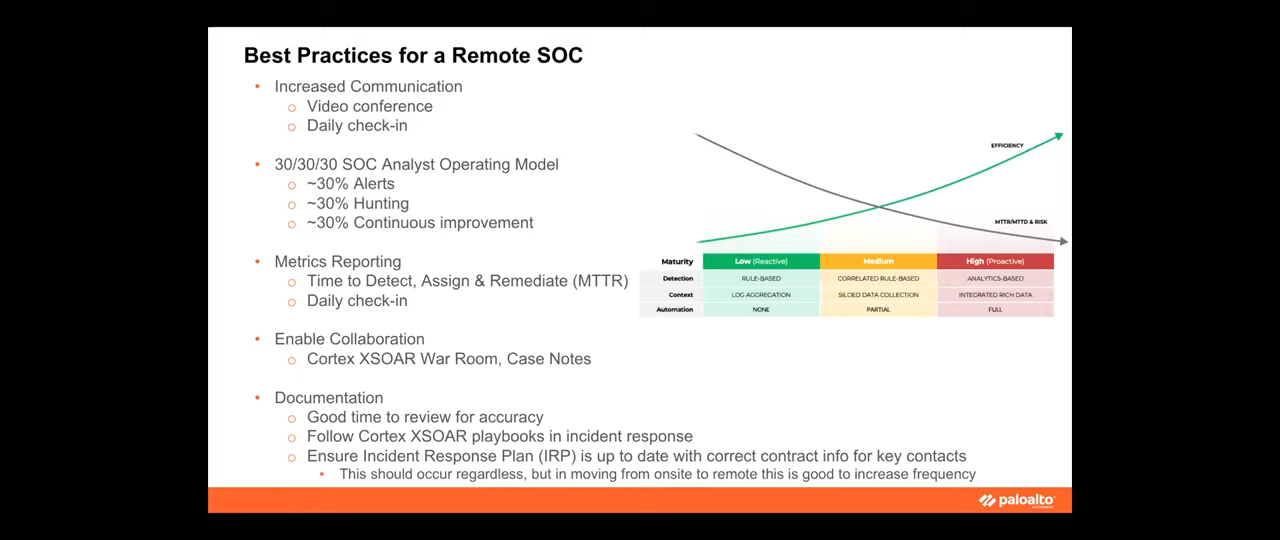 Best Practices for a Remote SOC
• Increased Communication
o Video conference
o Daily check-in
• 30/30/30 SOC Analyst Operating Model
o ~30% Alerts
o ~30% Hunting
o ~30% Continuous improvement
• Metrics Reporting
o Time to Detect, Assign & Remediate (MTTR)
o Daily check-in
• Enable Collaboration
o Cortex XSOAR War Room, Case Notes
• Documentation
o Good time to review for accuracy
o Follow Cortex XSOAR playbooks in incident response
o Ensure Incident Response Plan (IRP) is up to date with correct contract info for key contacts
• This should occur regardless, but in moving from onsite to remote this is good to increase frequency
EFFICIENCY
MTTR/MTTD & RISK
Maturity Low (Reactive) Medium High (Proactive)
Detection RULE-BASED CORRELATED RULE-BASED ANALYTICS-BASED
Context LOG AGGREGATION SILOED DATA COLLECTION INTEGRATED RICH DATA
Automation NONE PARTIAL FULL
paloalto
NETWORKS